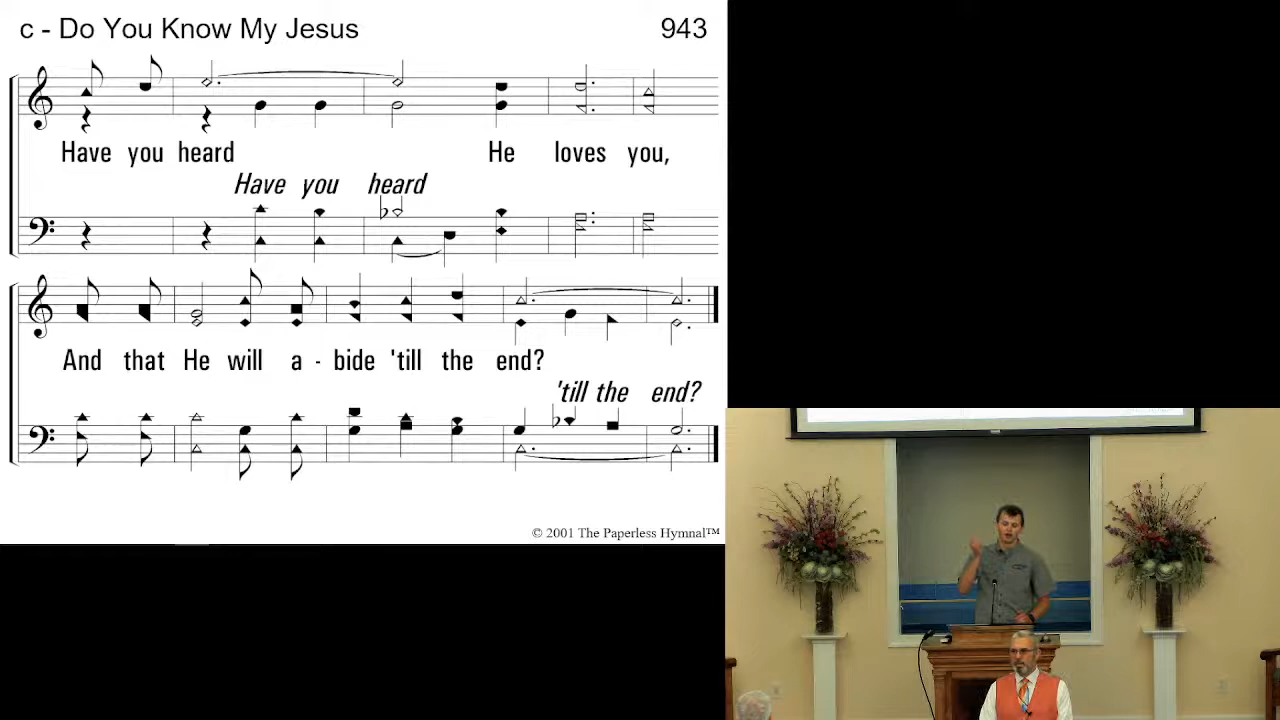 c - Do You Know My Jesus 943
Have you heard He loves you,
Have you heard
And that He will a - bide 'till the end?
'till the end?
© 2001 The Paperless Hymnal™